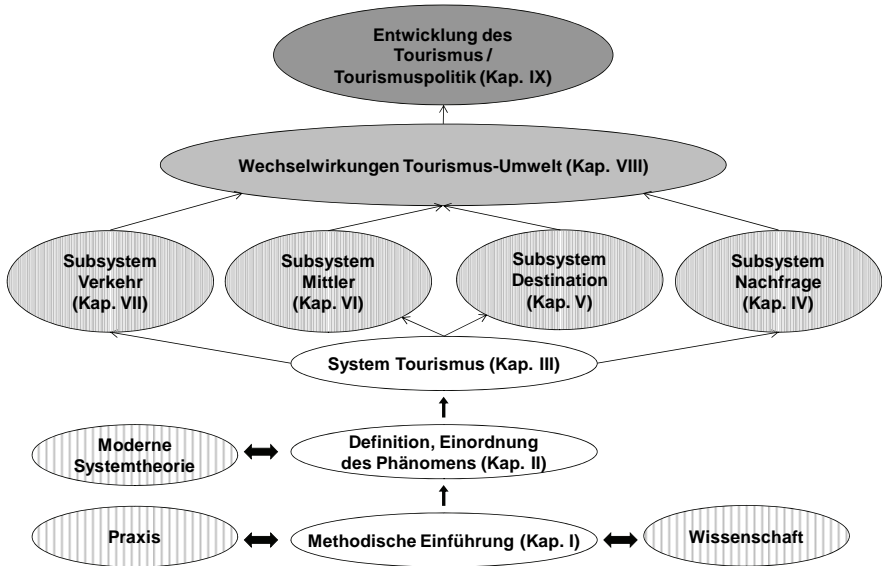 Entwicklung des
Tourismus /
Tourismuspolitik (Kap. IX)
Wechselwirkungen Tourismus-Umwelt (Kap. VIII)
Subsystem
Verkehr
(Kap. VII)
Subsystem
Mittler
(Kap. VI)
Subsystem
Destination
(Kap. V)
Subsystem
Nachfrage
(Kap. IV)
System Tourismus (Kap. III)
Moderne
Systemtheorie
Definition, Einordnung
des Phänomens (Kap. II)
Praxis
Methodische Einführung (Kap. I)
Wissenschaft